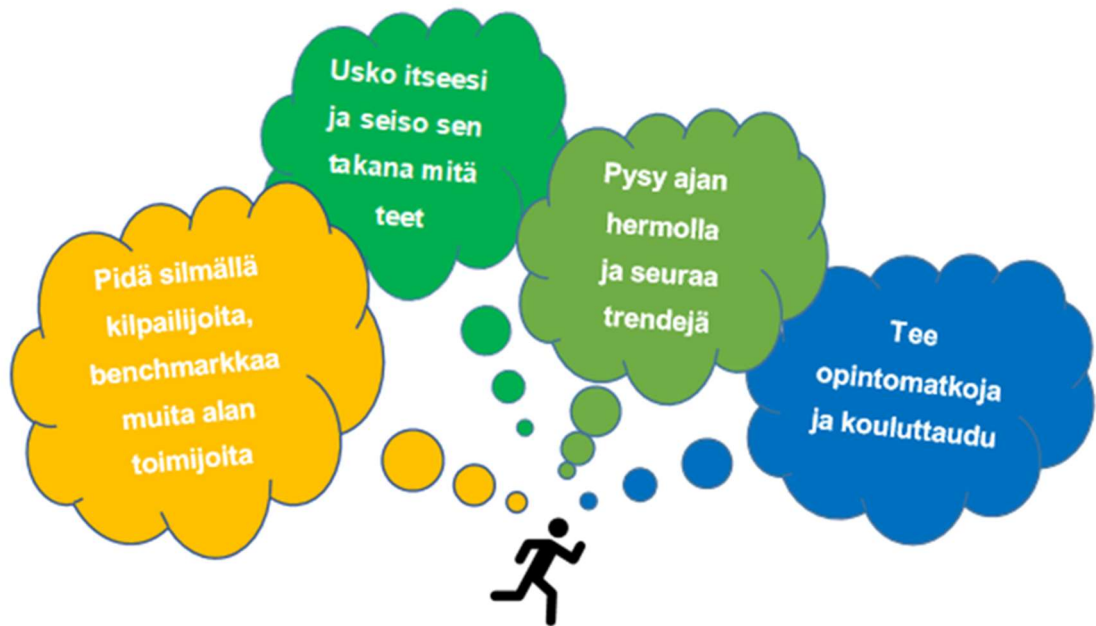 Pidä silmällä
kilpailijoita,
benchmarkkaa
muita alan
toimijoita
Usko itseesi
ja seiso sen
takana mitä
teet
Pysy ajan
hermolla
ja seuraa
trendejä
Tee
opintomatkoja
ja kouluttaudu